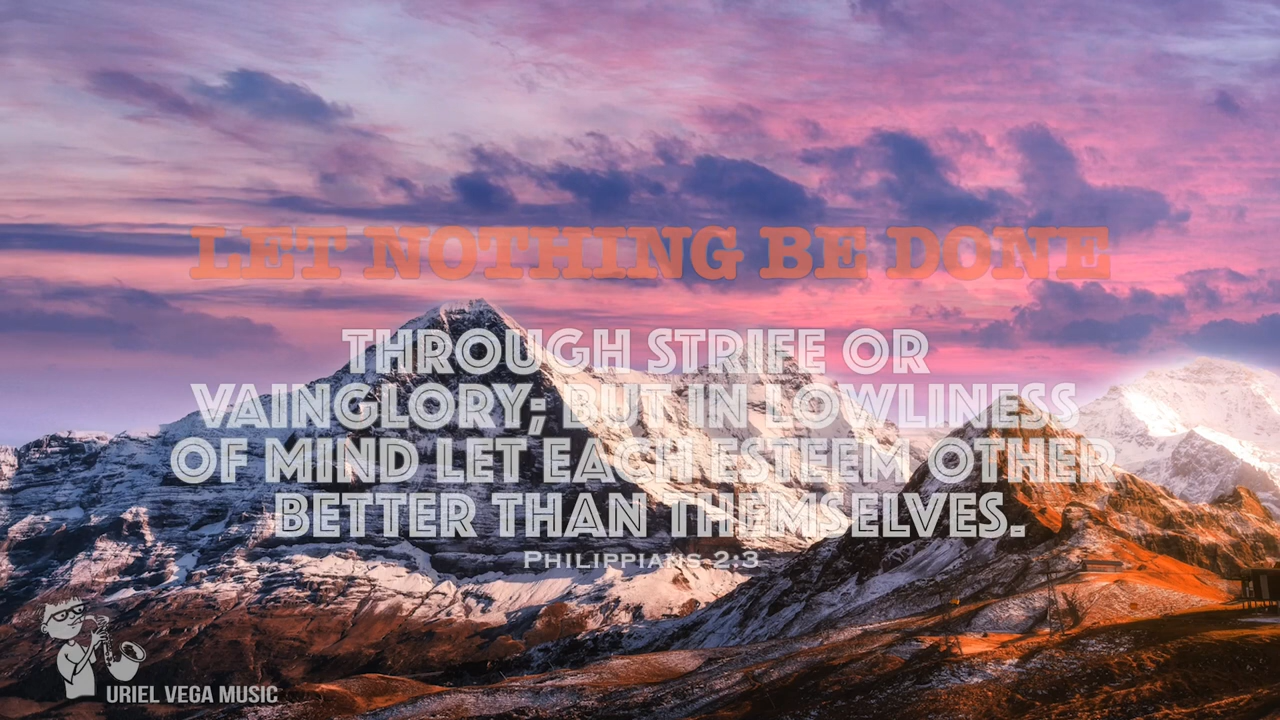 LET NOTHING BE DONE
THROUGH STRIFE OR
VAINGLORY; BUT IN LOWLINESS
OF MIND LET EACH ESTEEM OTHER
BETTER THAN THEMSELVES.
PHILIPPIANS 2:3
URIEL VEGA MUSIC